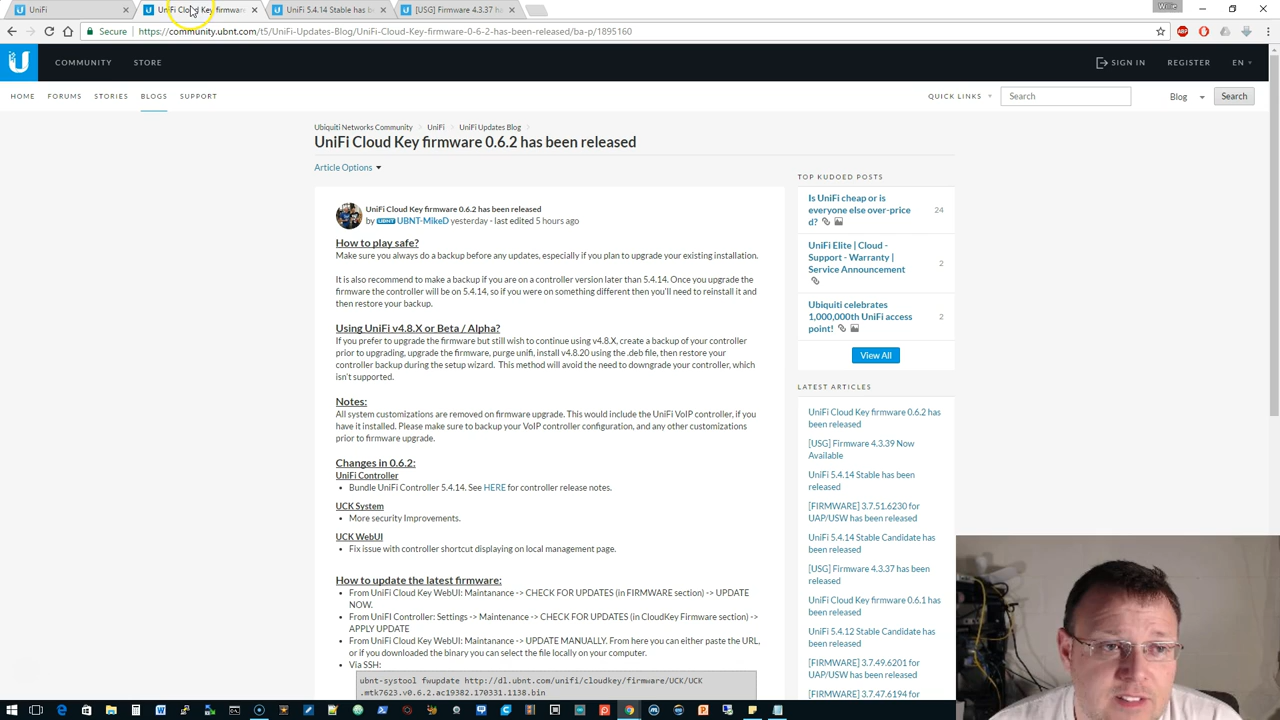 UniFi
UniFi Cloud Key firmware
UniFi 5.4.14 Stable has be
[USG] Firmware 4.3.37 ha
Willie
Secure
https://community.ubnt.com/t5/UniFi-Updates-Blog/UniFi-Cloud-Key-firmware-0-6-2-has-been-released/ba-p/1895160
COMMUNITY
STORE
SIGN IN
REGISTER
EN
HOME
FORUMS
STORIES
BLOGS
SUPPORT
QUICK LINKS
Search
Blog
Search
Ubiquiti Networks Community
UniFi
UniFi Updates Blog
UniFi Cloud Key firmware 0.6.2 has been released
Article Options
UniFi Cloud Key firmware 0.6.2 has been released
by UBNT UBNT-MikeD yesterday - last edited 5 hours ago
How to play safe?
Make sure you always do a backup before any updates, especially if you plan to upgrade your existing installation.
It is also recommend to make a backup if you are on a controller version later than 5.4.14. Once you upgrade the
firmware the controller will be on 5.4.14, so if you were on something different then you'll need to reinstall it and
then restore your backup.
Using UniFi v4.8.X or Beta / Alpha?
If you prefer to upgrade the firmware but still wish to continue using v4.8.X, create a backup of your controller
prior to upgrading, upgrade the firmware, purge unifi, install v4.8.20 using the .deb file, then restore your
controller backup during the setup wizard. This method will avoid the need to downgrade your controller, which
isn't supported.
Notes:
All system customizations are removed on firmware upgrade. This would include the UniFi VoIP controller, if you
have it installed. Please make sure to backup your VoIP controller configuration, and any other customizations
prior to firmware upgrade.
Changes in 0.6.2:
UniFi Controller
• Bundle UniFi Controller 5.4.14. See HERE for controller release notes.
UCK System
• More security Improvements.
UCK WebUI
• Fix issue with controller shortcut displaying on local management page.
How to update the latest firmware:
• From UniFi Cloud Key WebUI: Maintanance -> CHECK FOR UPDATES (in FIRMWARE section) -> UPDATE
NOW.
• From UniFI Controller: Settings -> Maintenance -> CHECK FOR UPDATES (in CloudKey Firmware section) ->
APPLY UPDATE
• From UniFi Cloud Key WebUI: Maintanance -> UPDATE MANUALLY. From here you can either paste the URL,
or if you downloaded the binary you can select the file locally on your computer.
• Via SSH:
ubnt-systool fwupdate http://dl.ubnt.com/unifi/cloudkey/firmware/UCK/UCK
.mtk7623.v0.6.2.ac19382.170331.1138.bin
TOP KUDOED POSTS
Is UniFi cheap or is
everyone else over-price
d?
24
UniFi Elite | Cloud -
Support - Warranty |
Service Announcement
2
Ubiquiti celebrates
1,000,000th UniFi access
point!
2
View All
LATEST ARTICLES
UniFi Cloud Key firmware 0.6.2 has
been released
[USG] Firmware 4.3.39 Now
Available
UniFi 5.4.14 Stable has been
released
[FIRMWARE] 3.7.51.6230 for
UAP/USW has been released
UniFi 5.4.14 Stable Candidate has
been released
[USG] Firmware 4.3.37 has been
released
UniFi Cloud Key firmware 0.6.1 has
been released
UniFi 5.4.12 Stable Candidate has
been released
[FIRMWARE] 3.7.49.6201 for
UAP/USW has been released
[FIRMWARE] 3.7.47.6194 for